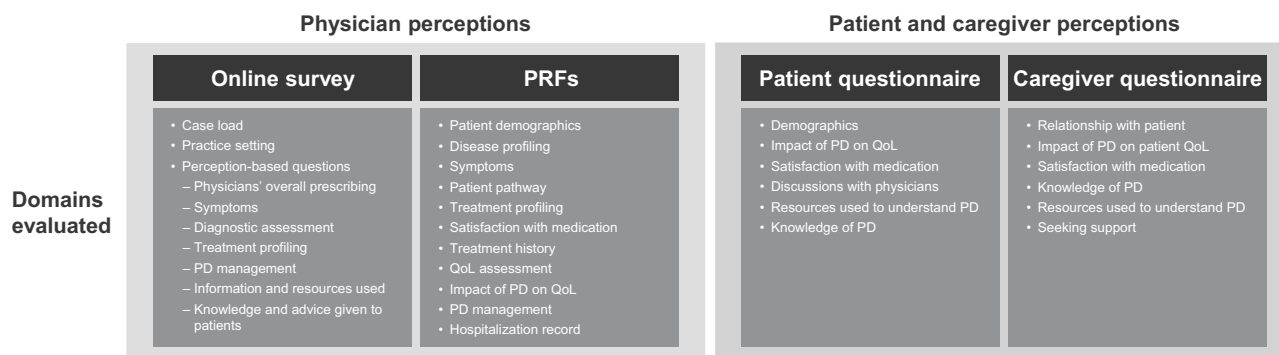 Physician perceptions
Patient and caregiver perceptions
Domains
evaluated
Online survey
• Case load
• Practice setting
• Perception-based questions
– Physicians' overall prescribing
– Symptoms
– Diagnostic assessment
– Treatment profiling
– PD management
– Information and resources used
– Knowledge and advice given to
patients
PRFs
• Patient demographics
• Disease profiling
• Symptoms
• Patient pathway
• Treatment profiling
• Satisfaction with medication
• Treatment history
• QoL assessment
• Impact of PD on QoL
• PD management
• Hospitalization record
Patient questionnaire
• Demographics
• Impact of PD on QoL
• Satisfaction with medication
• Discussions with physicians
• Resources used to understand PD
• Knowledge of PD
Caregiver questionnaire
• Relationship with patient
• Impact of PD on patient QoL
• Satisfaction with medication
• Knowledge of PD
• Resources used to understand PD
• Seeking support